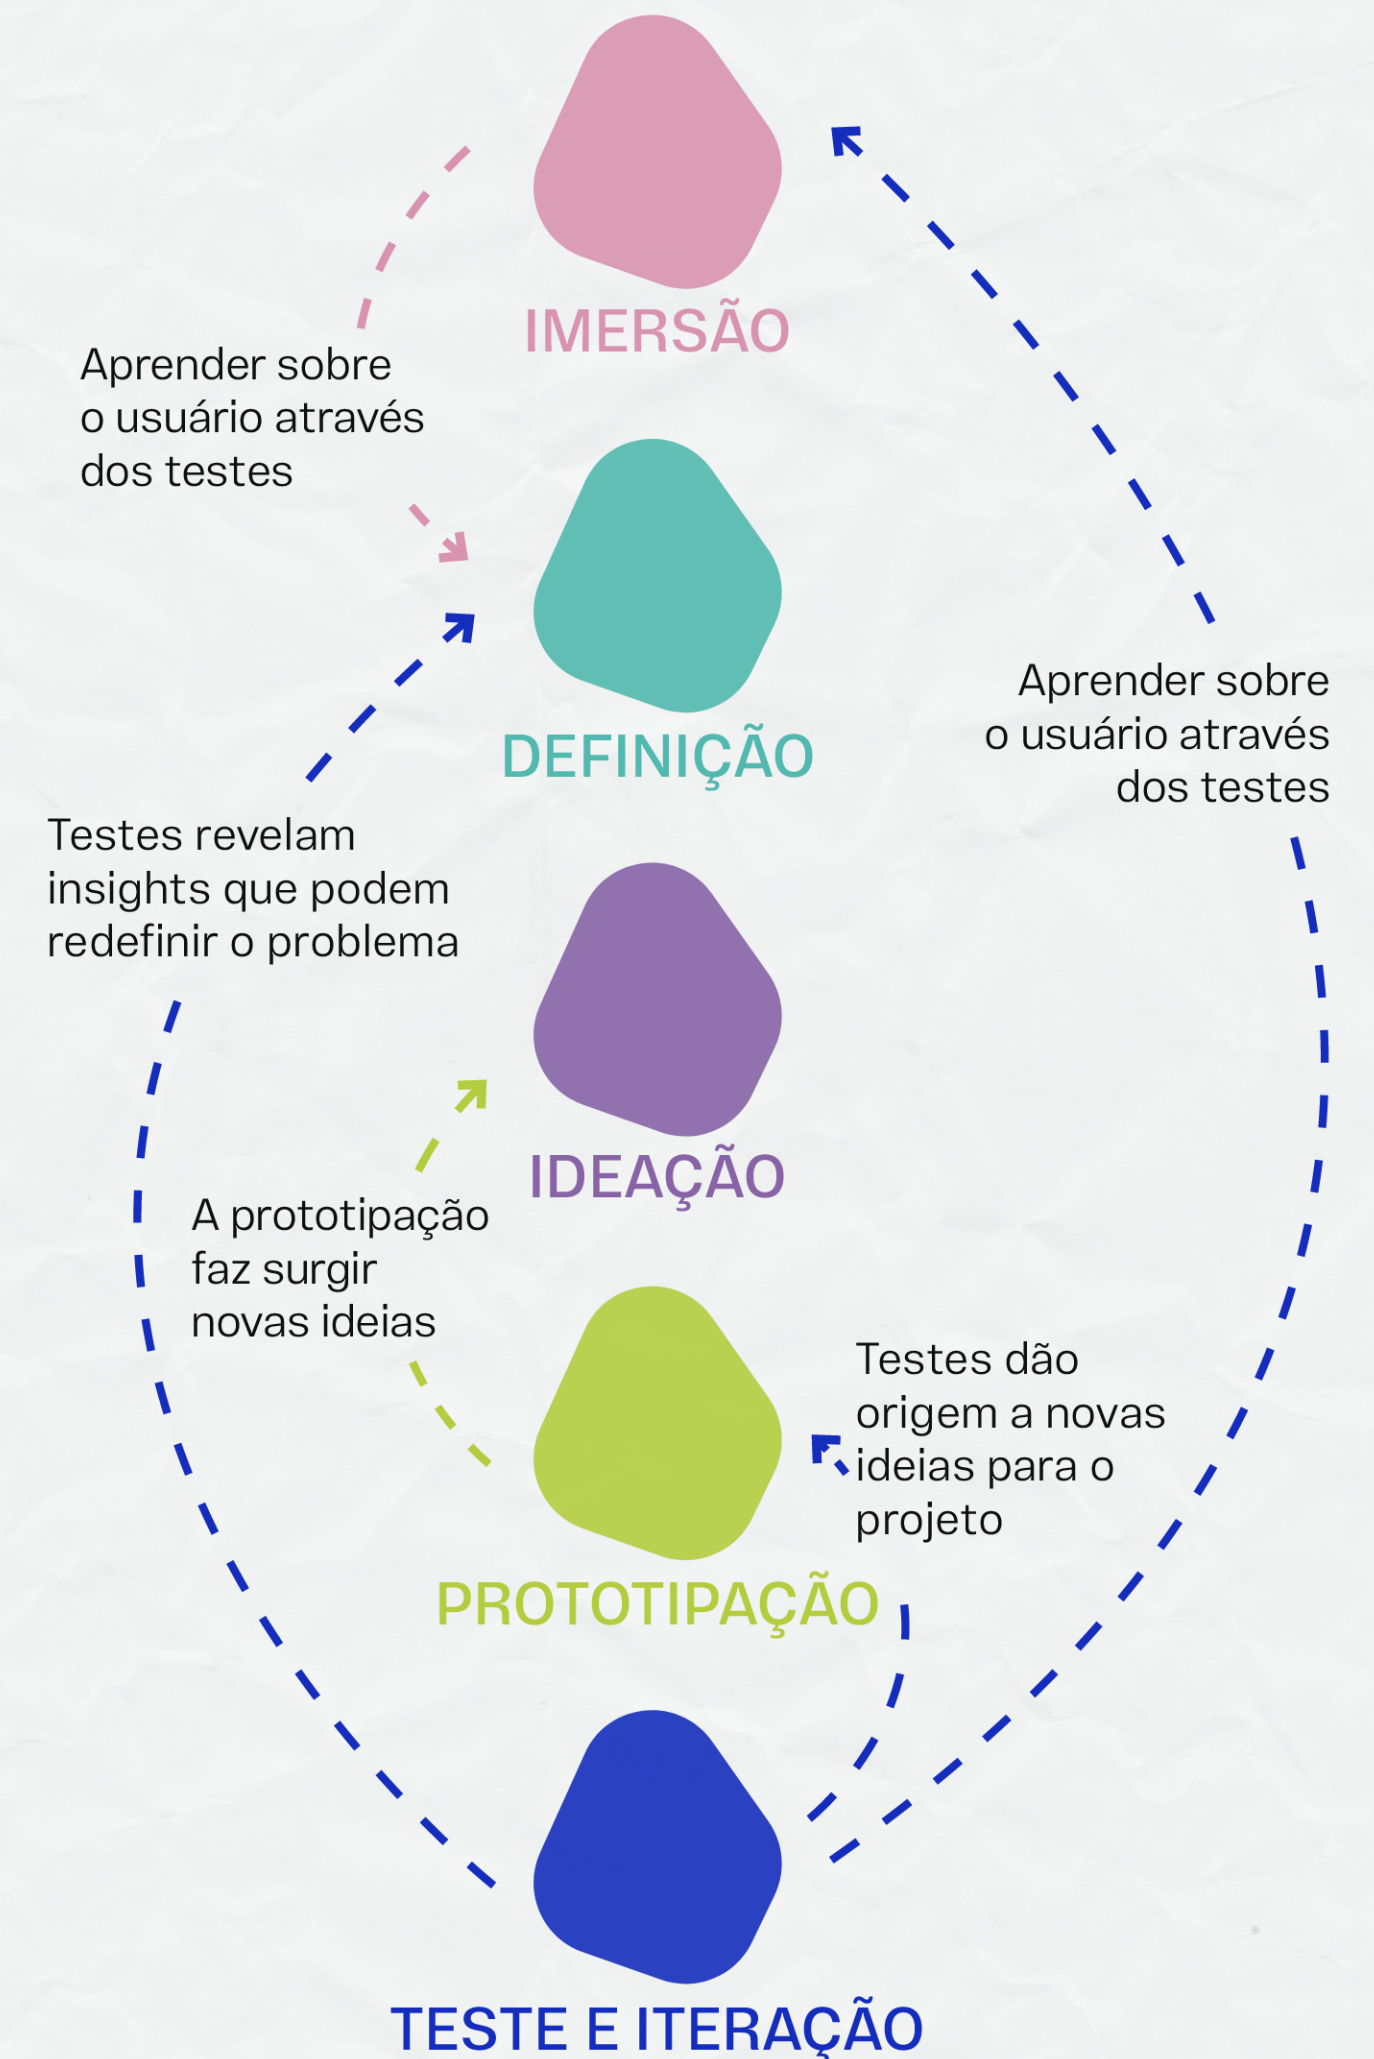 IMERSÃO
Aprender sobre
o usuário através
dos testes
DEFINIÇÃO
Aprender sobre
o usuário através
dos testes
Testes revelam
insights que podem
redefinir o problema
IDEAÇÃO
A prototipação
faz surgir
novas ideias
Testes dão
origem a novas
ideias para o
projeto
PROTOTIPAÇÃO
TESTE E ITERAÇÃO